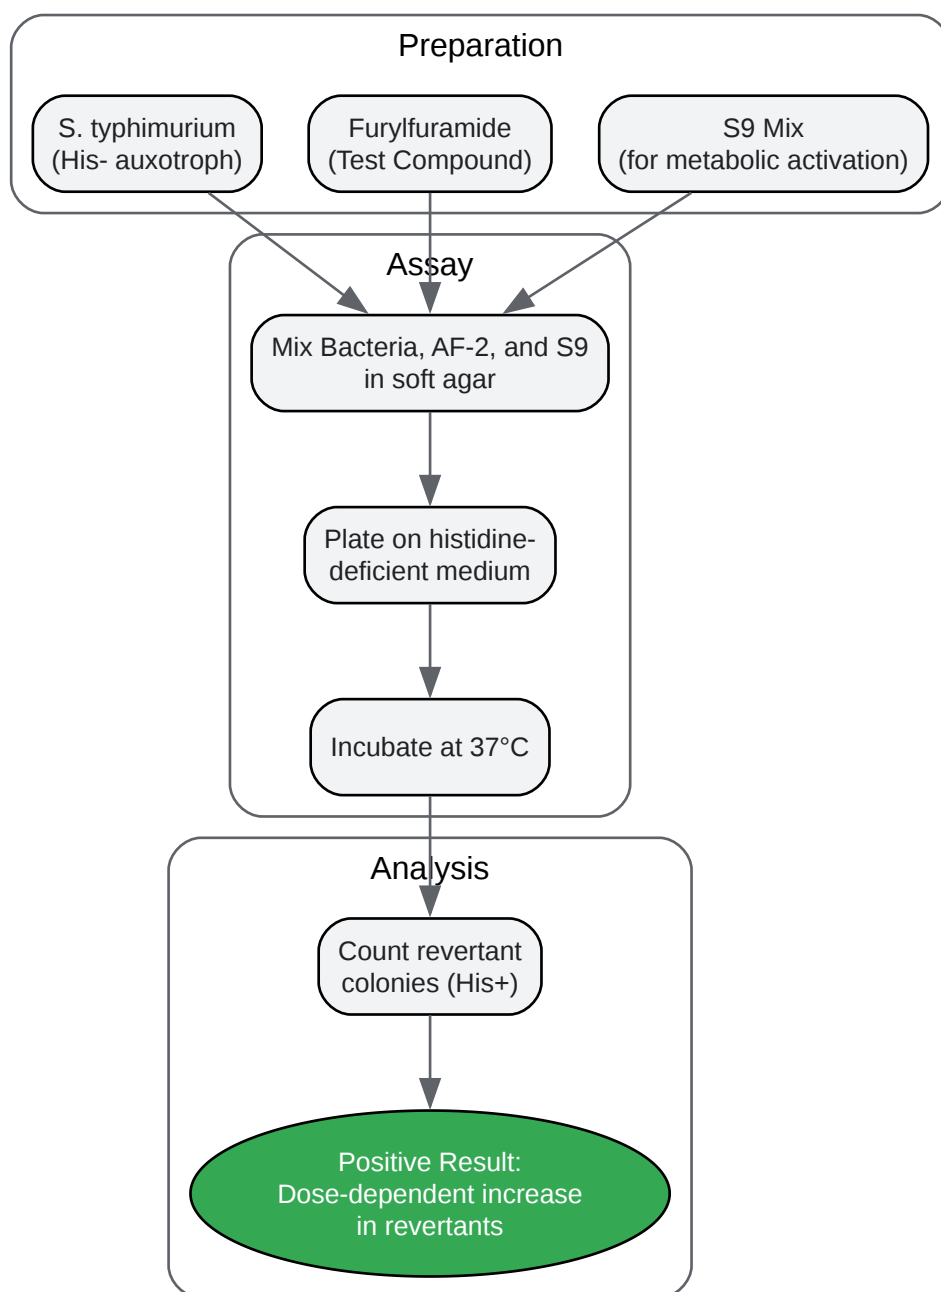 Preparation
S. typhimurium
(His- auxotroph)
Furylfuramide
(Test Compound)
S9 Mix
(for metabolic activation)
Assay
Mix Bacteria, AF-2, and S9
in soft agar
Plate on histidine-
deficient medium
Incubate at 37°C
Analysis
Count revertant
colonies (His+)
Positive Result:
Dose-dependent increase
in revertants